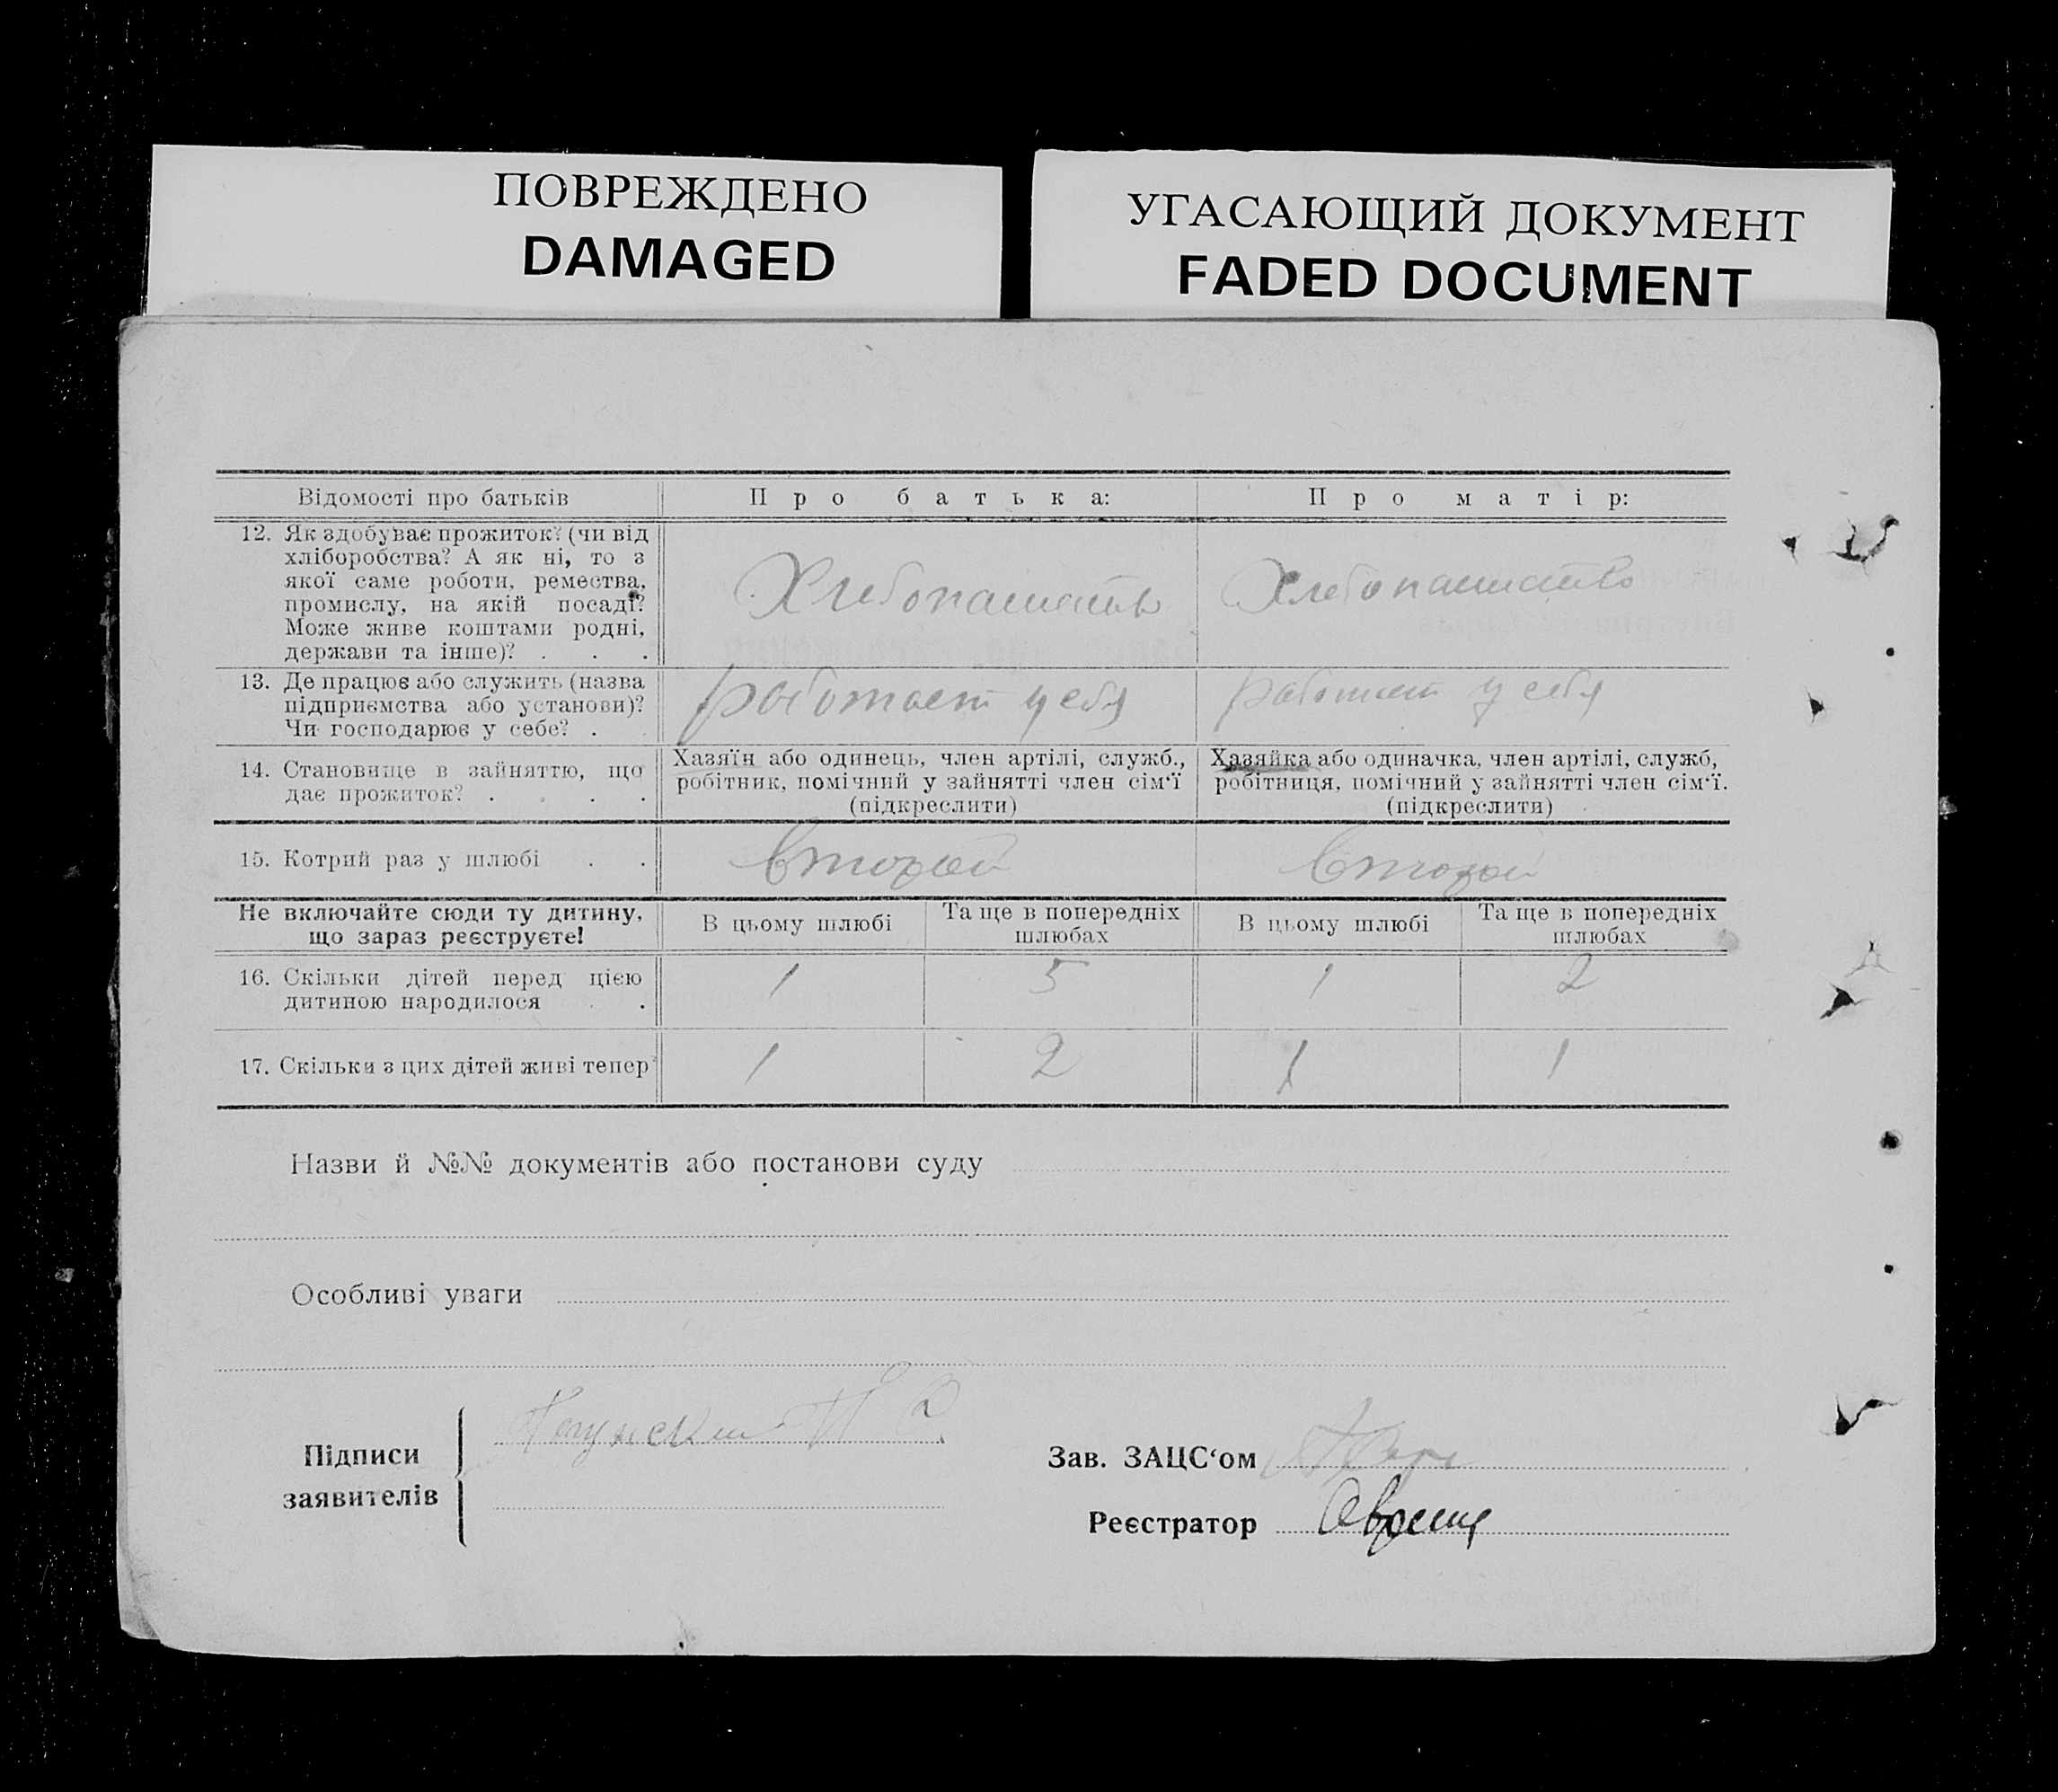 ПОВРЕЖДЕНО
DAMAGED
УГАСАЮЩИЙ ДОКУМЕНТ
FADED DOCUMENT
Відомості про батьків
Про батька:
Про матір:
12. Як здобуває прожиток? (чи від
хліборобства? А як ні, то з
якої саме роботи, ремества,
промислу, на якій посаді?
Може живе коштами родні,
держави та інше)? . . .
Хлебопашество
Хлебопашество
13. Де працює або служить (назва
підприємства або установи)?
Чи господарює у себе? .
работает у себя
работает у себя
14. Становище в зайняттю, що
дає прожиток? . . . .
Хазяїн або одинець, член артілі, служб.,
робітник, помічний у зайнятті член сім'ї
(підкреслити)
Хазяйка або одиначка, член артілі, служб,
робітниця, помічний у зайнятті член сім'ї.
(підкреслити)
15. Котрий раз у шлюбі . .
Второй
Второй
Не включайте сюди ту дитину,
що зараз реєструєте!
В цьому шлюбі
Та ще в попередніх
шлюбах
В цьому шлюбі
Та ще в попередніх
шлюбах
16. Скільки дітей перед цією
дитиною народилося . .
1 5 1 2
17. Скільки з цих дітей живі тепер
1 2 1 1
Назви й №№ документів або постанови суду
Особливі уваги
Підписи
заявителів
Зав. ЗАЦС'ом
Реєстратор